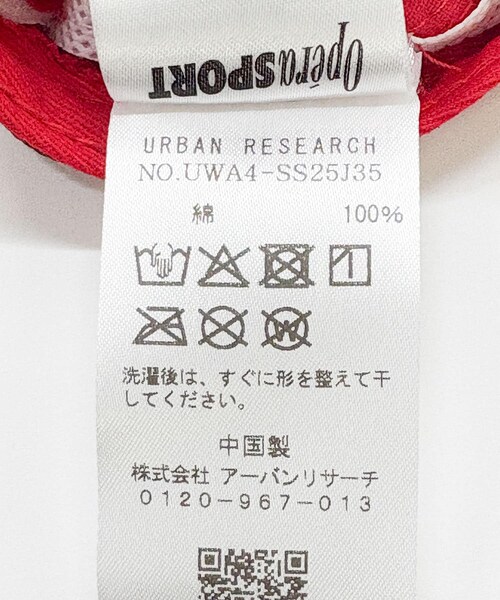 OpéraSPORT
URBAN RESEARCH
NO.UWA4-SS25J35
綿 100%
洗濯後は、すぐに形を整えて干
してください。
中国製
株式会社 アーバンリサーチ
0120-967-013